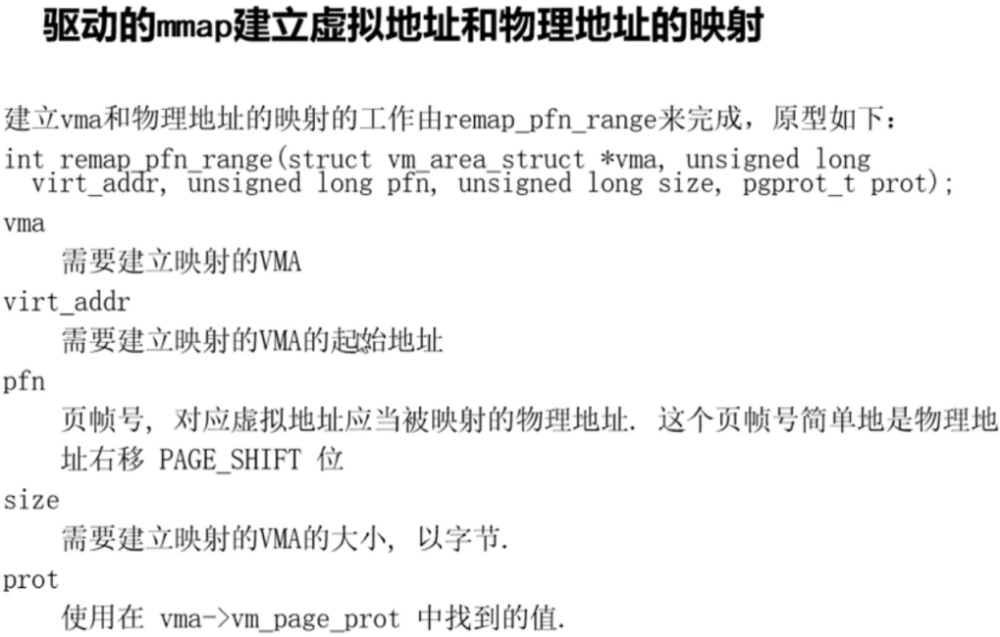 驱动的mmap建立虚拟地址和物理地址的映射
建立vma和物理地址的映射的工作由remap_pfn_range来完成，原型如下：
int remap_pfn_range(struct vm_area_struct *vma, unsigned long
virt_addr, unsigned long pfn, unsigned long size, pgprot_t prot);
vma
需要建立映射的VMA
virt_addr
需要建立映射的VMA的起始地址
pfn
页帧号, 对应虚拟地址应当被映射的物理地址. 这个页帧号简单地是物理地
址右移 PAGE_SHIFT 位
size
需要建立映射的VMA的大小, 以字节.
prot
使用在 vma->vm_page_prot 中找到的值.